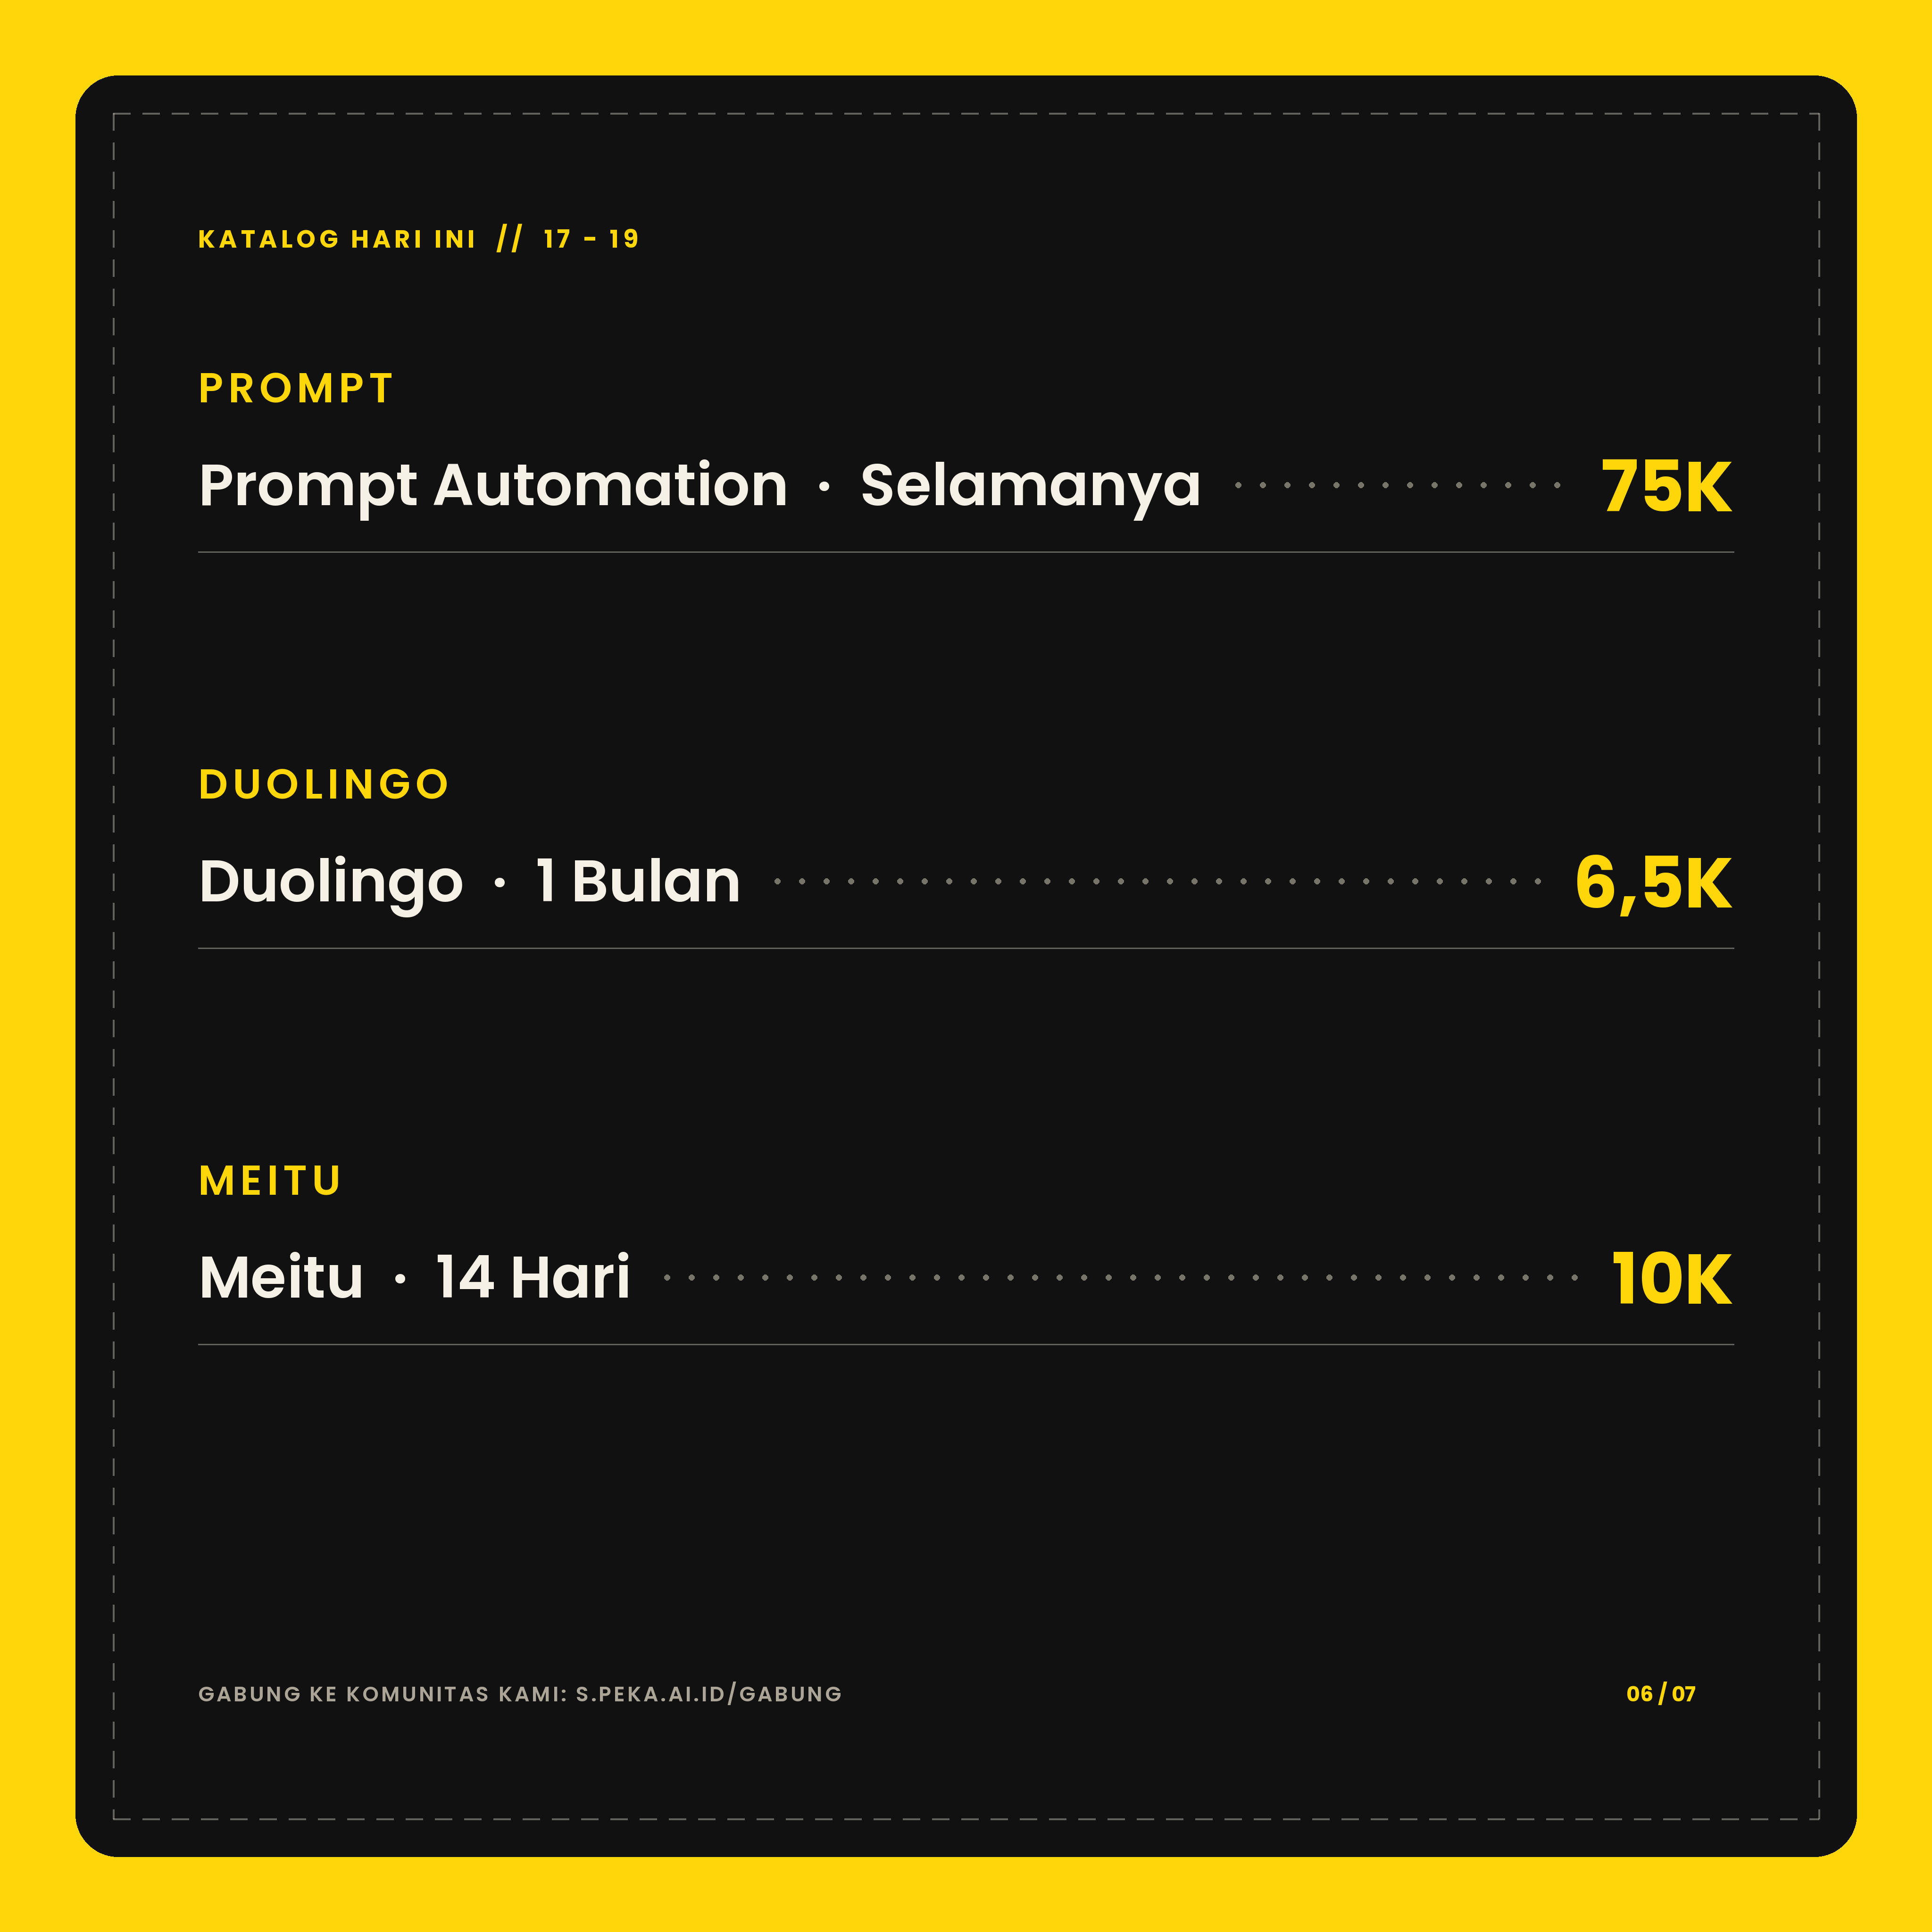 KATALOG HARI INI // 17 - 19
PROMPT
Prompt Automation · Selamanya 75K
DUOLINGO
Duolingo · 1 Bulan 6,5K
MEITU
Meitu · 14 Hari 10K
GABUNG KE KOMUNITAS KAMI: S.PEKA.AI.ID/GABUNG 06 / 07